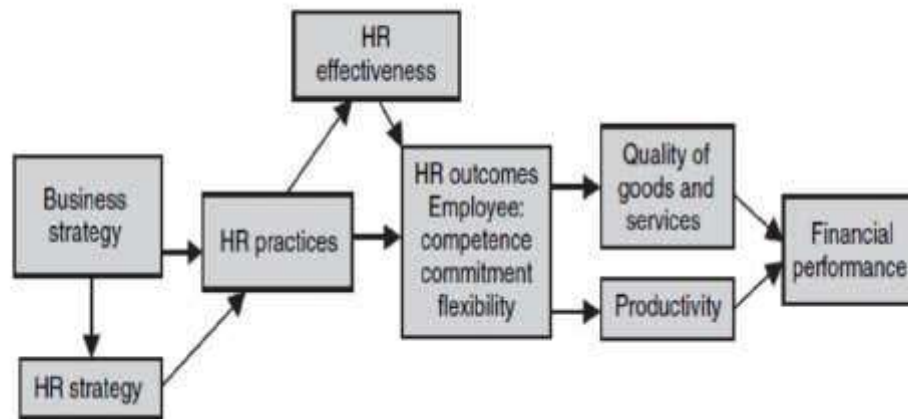 HR
effectiveness
Business
strategy
HR practices
HR strategy
HR outcomes
Employee:
competence
commitment
flexibility
Quality of
goods and
services
Productivity
Financial
performance